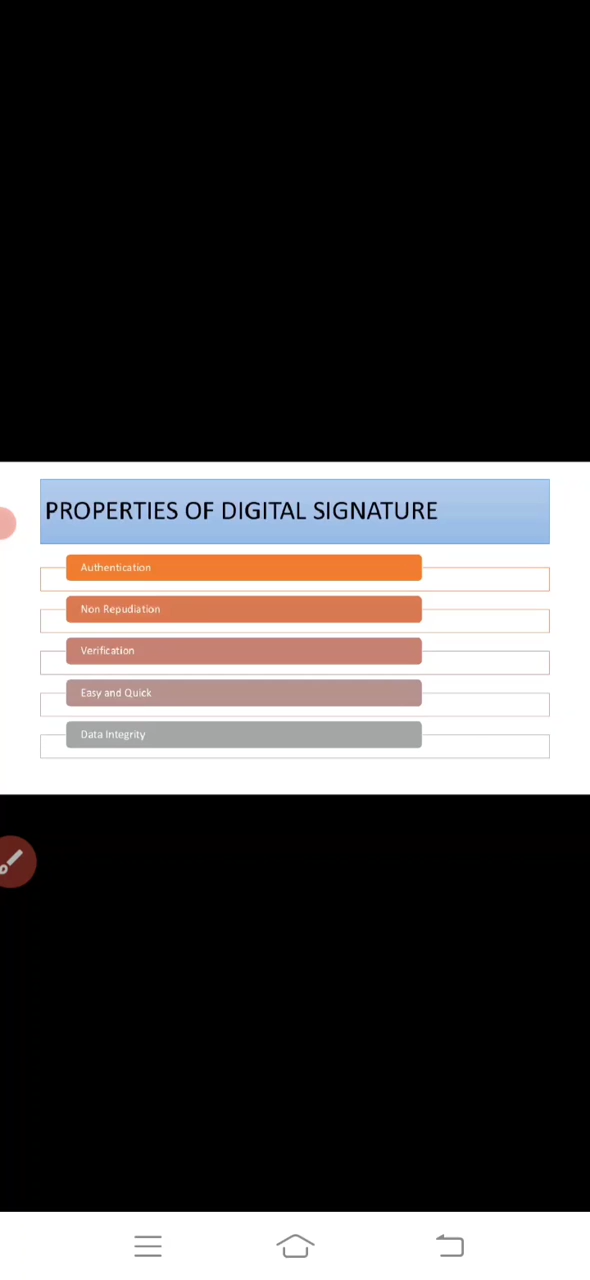 PROPERTIES OF DIGITAL SIGNATURE
Authentication
Non Repudiation
Verification
Easy and Quick
Data Integrity